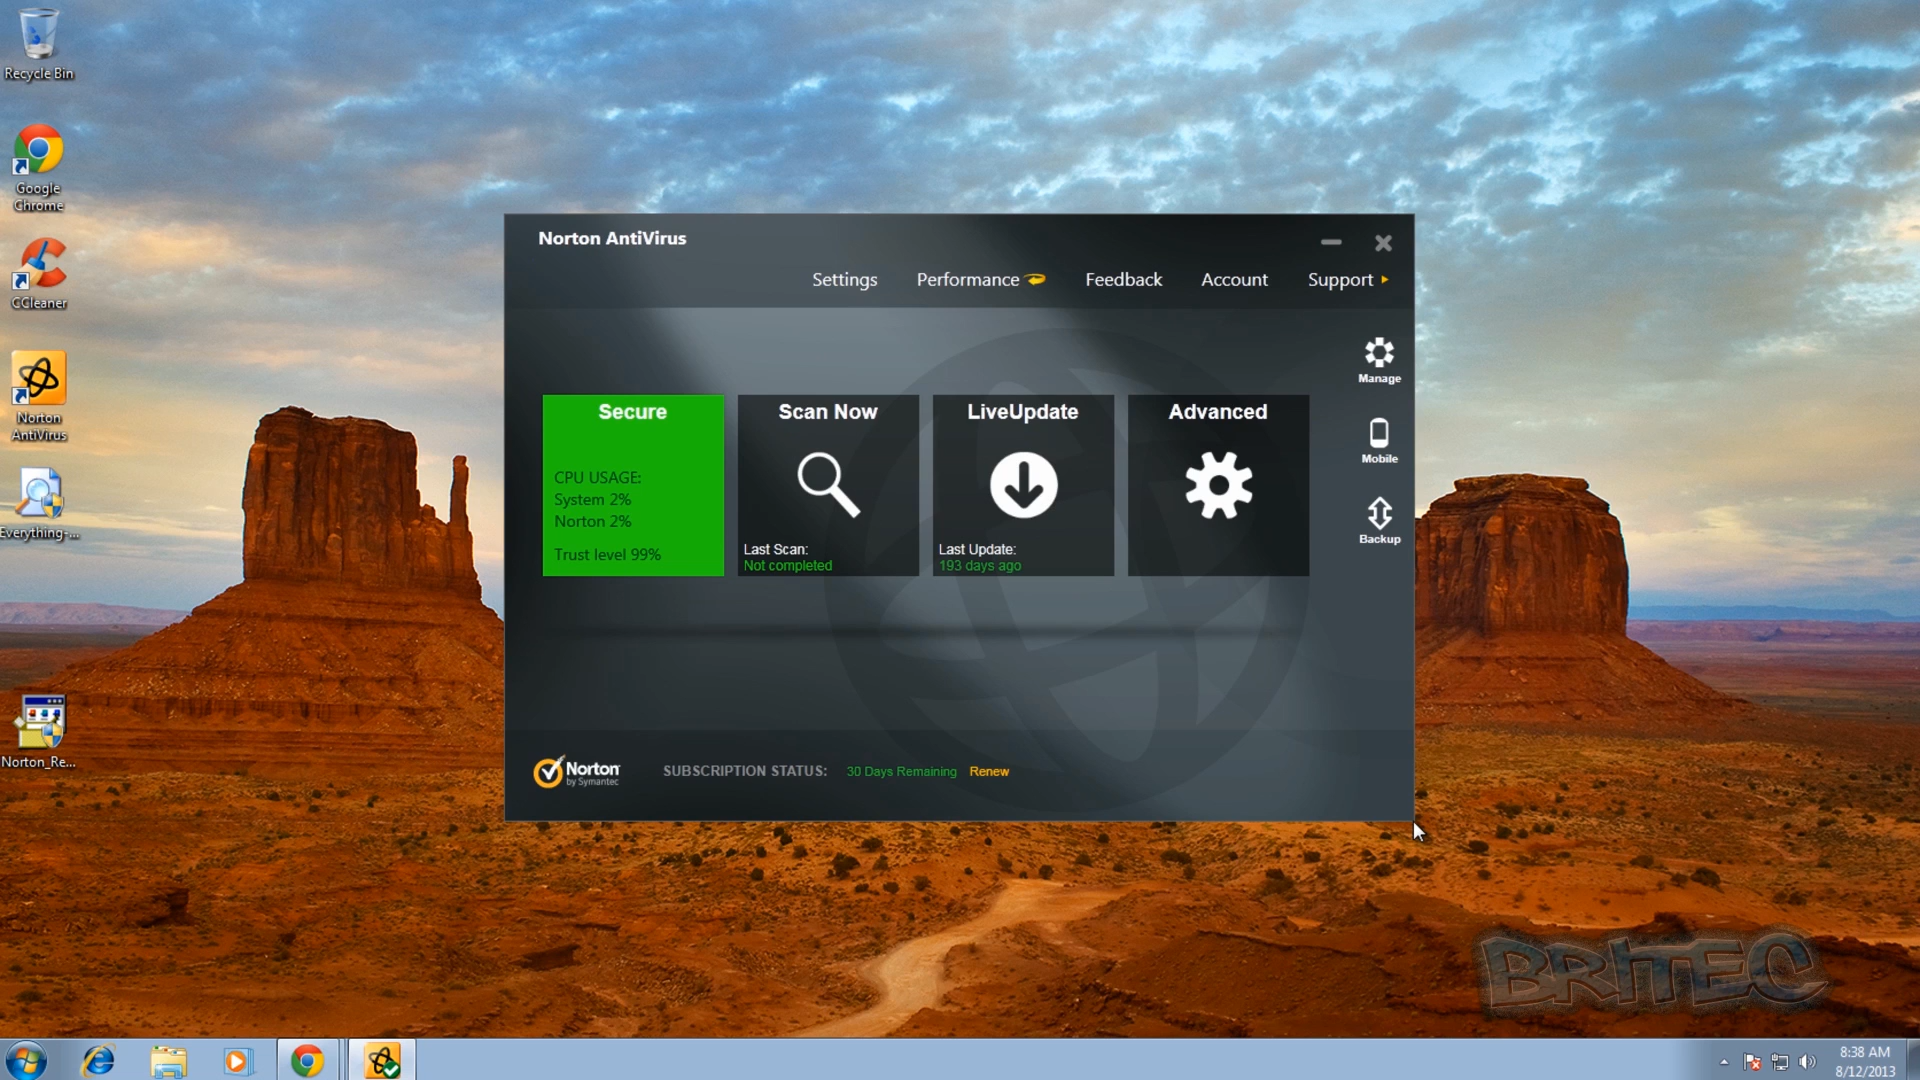 Recycle Bin
Google
Chrome
CCleaner
Norton
AntiVirus
Everything-...
Norton_Re...
Norton AntiVirus
Settings
Performance
Feedback
Account
Support
Manage
Mobile
Backup
Secure
CPU USAGE:
System 2%
Norton 2%
Trust level 99%
Scan Now
Last Scan:
Not completed
LiveUpdate
Last Update:
193 days ago
Advanced
Norton
by Symantec
SUBSCRIPTION STATUS:
30 Days Remaining
Renew
BRITEC
8:38 AM
8/12/2013